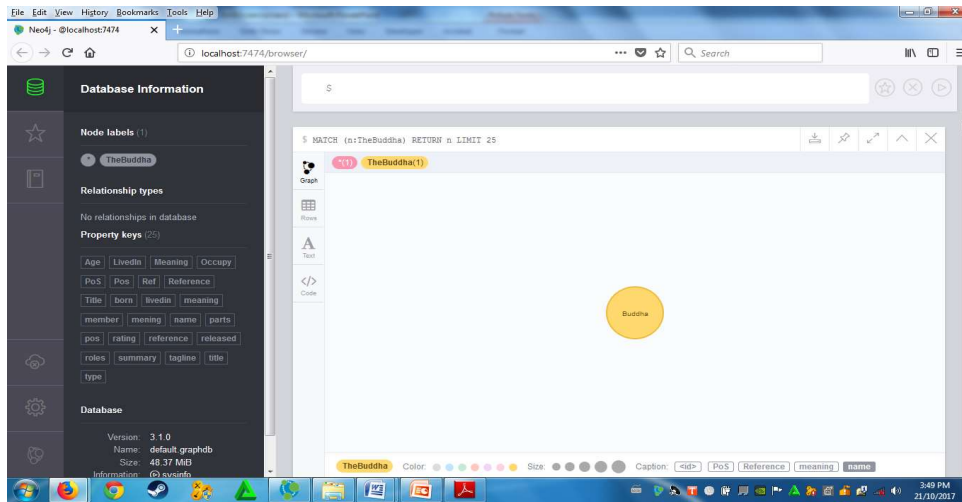 File Edit View History Bookmarks Tools Help
Neo4j - @localhost:7474
localhost:7474/browser/
Search
Database Information
Node labels (1)
* TheBuddha
Relationship types
No relationships in database
Property keys (25)
Age LivedIn Meaning Occupy
PoS Pos Ref Reference
Title born livedin meaning
member mening name parts
pos rating reference released
roles summary tagline title
type
Database
Version: 3.1.0
Name: default.graphdb
Size: 48.37 MiB
Information: sysinfo
$
$ MATCH (n:TheBuddha) RETURN n LIMIT 25
*(1) TheBuddha(1)
Graph
Rows
A
Text
</>
Code
Buddha
TheBuddha Color: Size: Caption: <id> PoS Reference meaning name
3:49 PM
21/10/2017